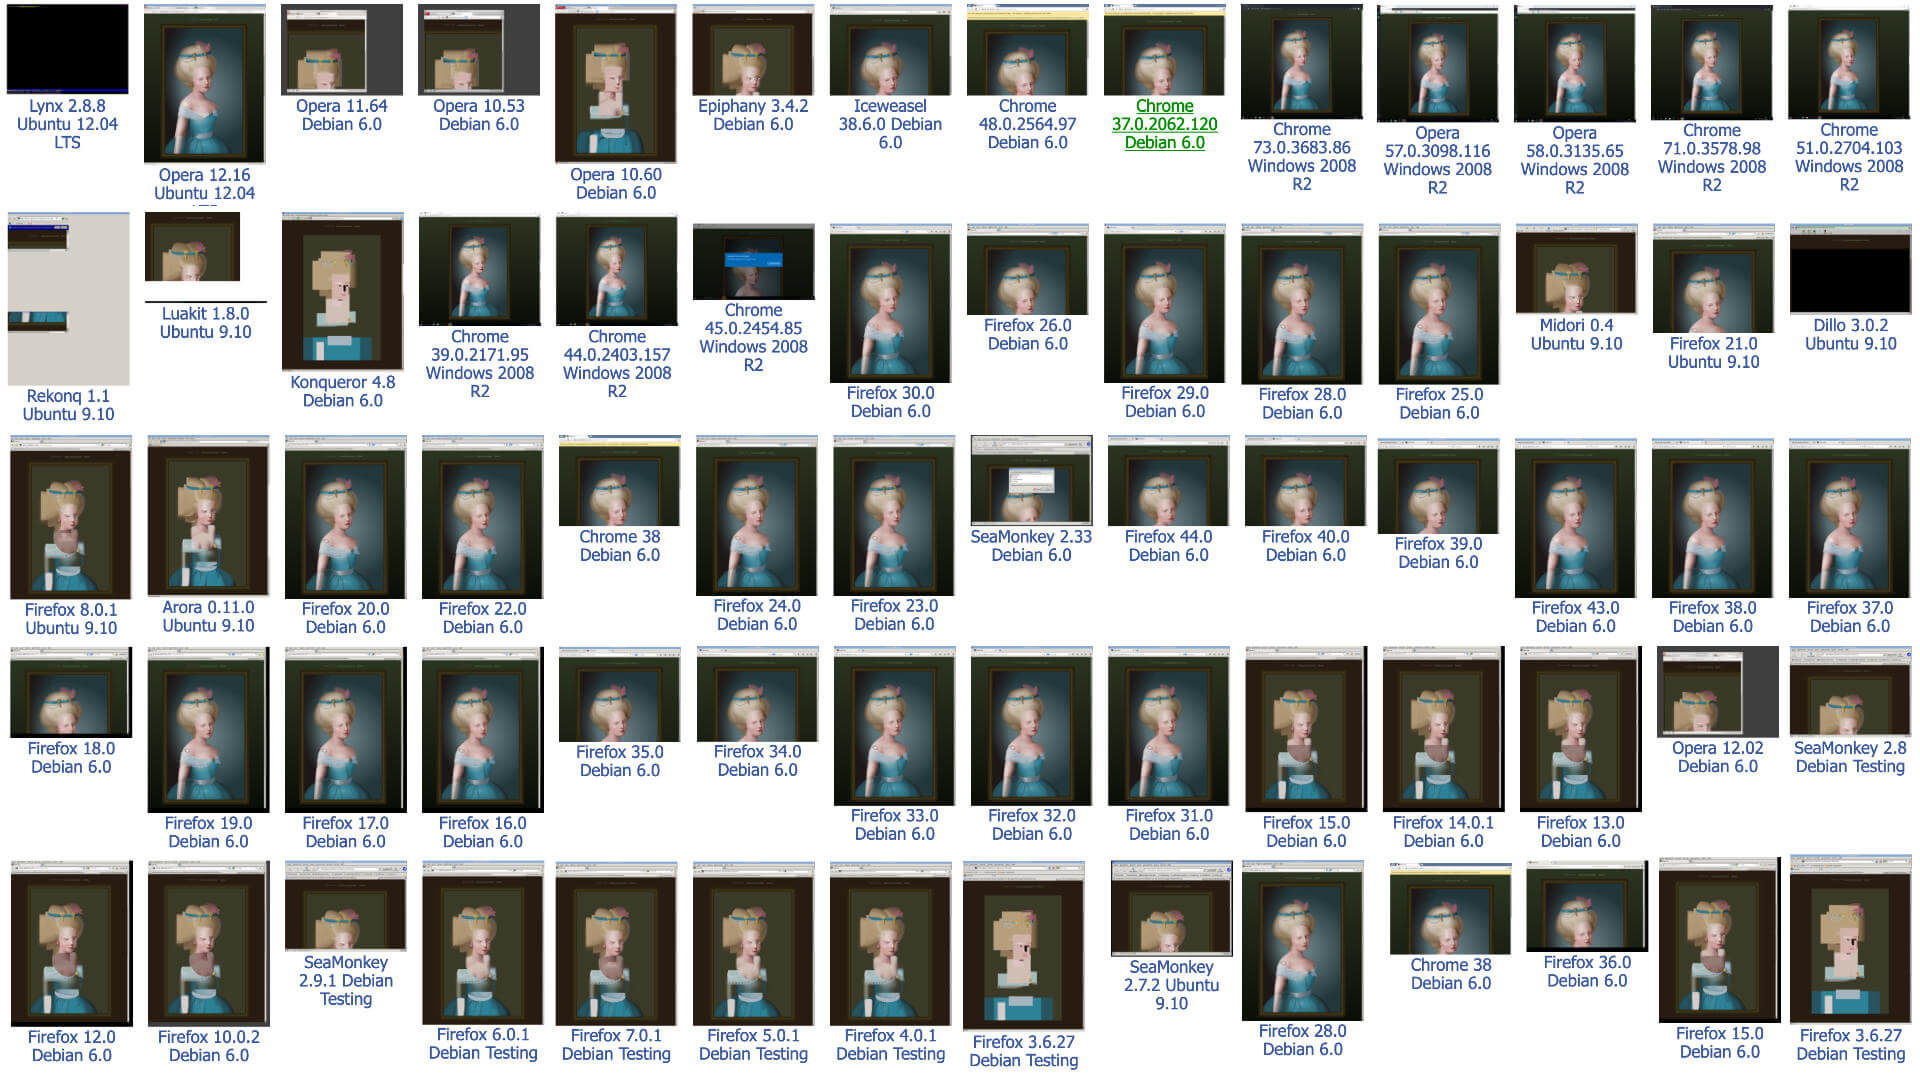 Lynx 2.8.8
Ubuntu 12.04
LTS
Opera 12.16
Ubuntu 12.04
Opera 11.64
Debian 6.0
Opera 10.53
Debian 6.0
Opera 10.60
Debian 6.0
Epiphany 3.4.2
Debian 6.0
Iceweasel
38.6.0 Debian
6.0
Chrome
48.0.2564.97
Debian 6.0
Chrome
37.0.2062.120
Debian 6.0
Chrome
73.0.3683.86
Windows 2008
R2
Opera
57.0.3098.116
Windows 2008
R2
Opera
58.0.3135.65
Windows 2008
R2
Chrome
71.0.3578.98
Windows 2008
R2
Chrome
51.0.2704.103
Windows 2008
R2
Rekonq 1.1
Ubuntu 9.10
Luakit 1.8.0
Ubuntu 9.10
Konqueror 4.8
Debian 6.0
Chrome
39.0.2171.95
Windows 2008
R2
Chrome
44.0.2403.157
Windows 2008
R2
Chrome
45.0.2454.85
Windows 2008
R2
Firefox 30.0
Debian 6.0
Firefox 26.0
Debian 6.0
Firefox 29.0
Debian 6.0
Firefox 28.0
Debian 6.0
Firefox 25.0
Debian 6.0
Midori 0.4
Ubuntu 9.10
Firefox 21.0
Ubuntu 9.10
Dillo 3.0.2
Ubuntu 9.10
Firefox 8.0.1
Ubuntu 9.10
Arora 0.11.0
Ubuntu 9.10
Firefox 20.0
Debian 6.0
Firefox 22.0
Debian 6.0
Chrome 38
Debian 6.0
Firefox 24.0
Debian 6.0
Firefox 23.0
Debian 6.0
SeaMonkey 2.33
Debian 6.0
Firefox 44.0
Debian 6.0
Firefox 40.0
Debian 6.0
Firefox 39.0
Debian 6.0
Firefox 43.0
Debian 6.0
Firefox 38.0
Debian 6.0
Firefox 37.0
Debian 6.0
Firefox 18.0
Debian 6.0
Firefox 19.0
Debian 6.0
Firefox 17.0
Debian 6.0
Firefox 16.0
Debian 6.0
Firefox 35.0
Debian 6.0
Firefox 34.0
Debian 6.0
Firefox 33.0
Debian 6.0
Firefox 32.0
Debian 6.0
Firefox 31.0
Debian 6.0
Firefox 15.0
Debian 6.0
Firefox 14.0.1
Debian 6.0
Firefox 13.0
Debian 6.0
Opera 12.02
Debian 6.0
SeaMonkey 2.8
Debian Testing
Firefox 12.0
Debian 6.0
Firefox 10.0.2
Debian 6.0
SeaMonkey
2.9.1 Debian
Testing
Firefox 6.0.1
Debian Testing
Firefox 7.0.1
Debian Testing
Firefox 5.0.1
Debian Testing
Firefox 4.0.1
Debian Testing
Firefox 3.6.27
Debian Testing
SeaMonkey
2.7.2 Ubuntu
9.10
Firefox 28.0
Debian 6.0
Chrome 38
Debian 6.0
Firefox 36.0
Debian 6.0
Firefox 15.0
Debian 6.0
Firefox 3.6.27
Debian Testing